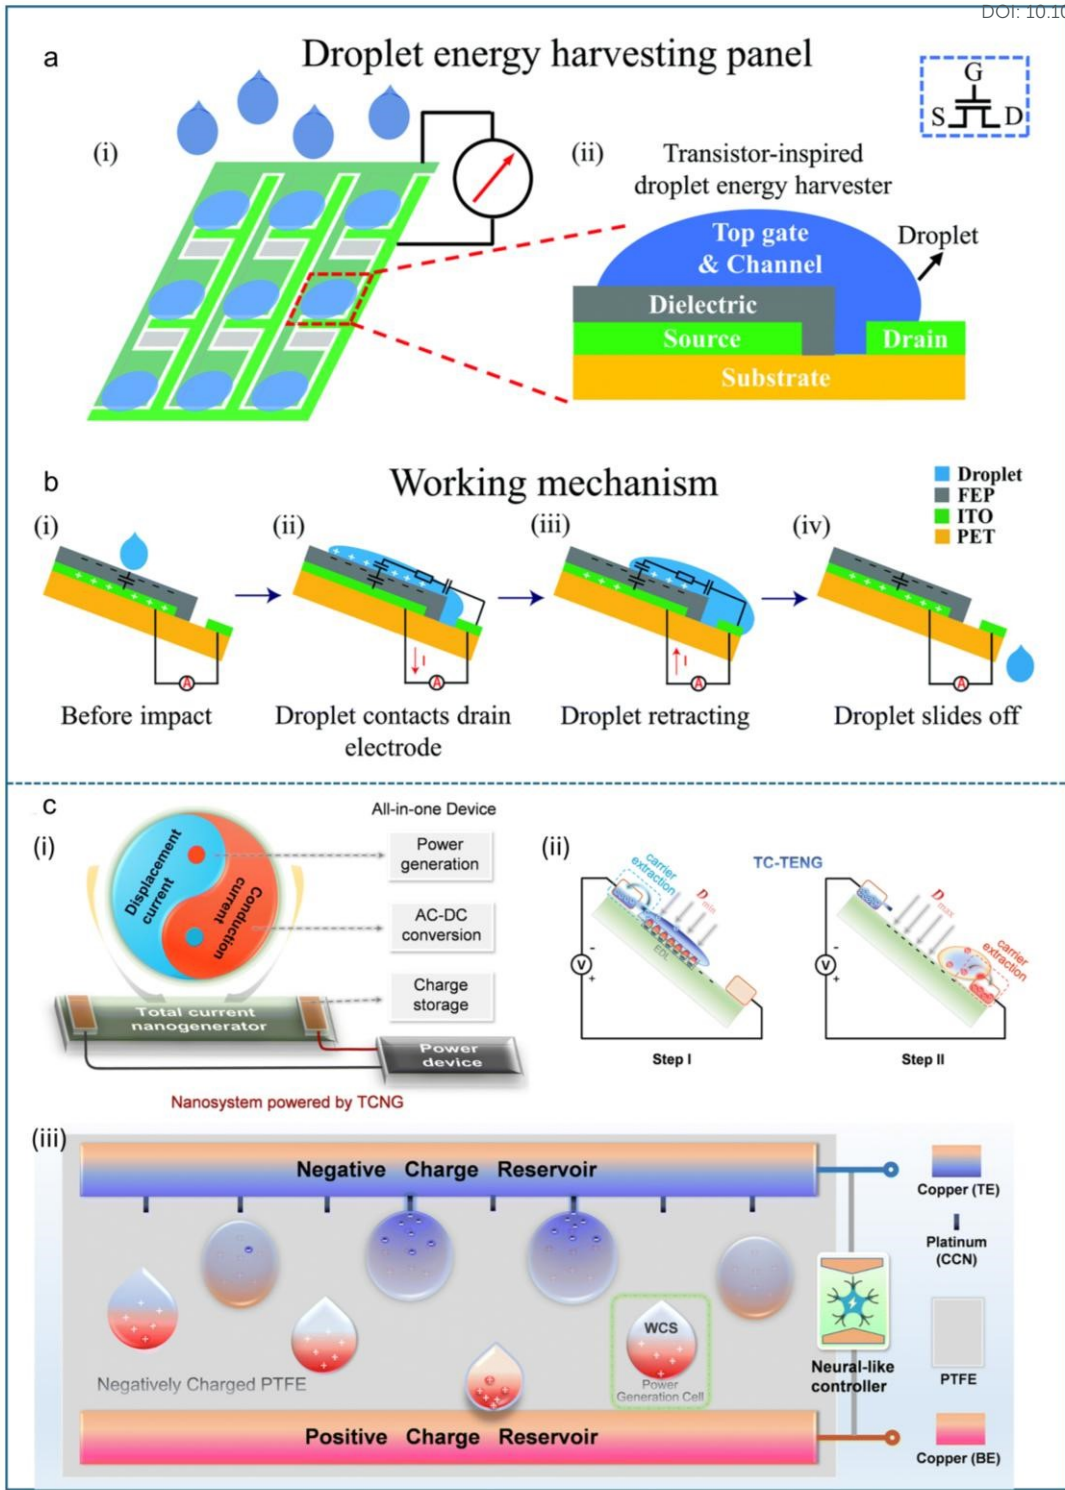 DOI: 10.10
a
Droplet energy harvesting panel
G
S
D
(i)
(ii)
Transistor-inspired
droplet energy harvester
Top gate
& Channel
Droplet
Dielectric
Source
Drain
Substrate
b
Working mechanism
Droplet
FEP
ITO
PET
(i)
(ii)
(iii)
(iv)
I
I
A
A
A
A
Before impact
Droplet contacts drain
electrode
Droplet retracting
Droplet slides off
c
(i)
All-in-one Device
Displacement
current
Conduction
current
Power
generation
AC-DC
conversion
Charge
storage
Total current
nanogenerator
Power
device
Nanosystem powered by TCNG
(ii)
TC-TENG
carrier
extraction
D min
EDL
-
V
+
Step I
D max
carrier
extraction
-
V
+
Step II
(iii)
Negative Charge Reservoir
Copper (TE)
Platinum
(CCN)
WCS
Power
Generation Cell
Negatively Charged PTFE
Neural-like
controller
PTFE
Positive Charge Reservoir
Copper (BE)